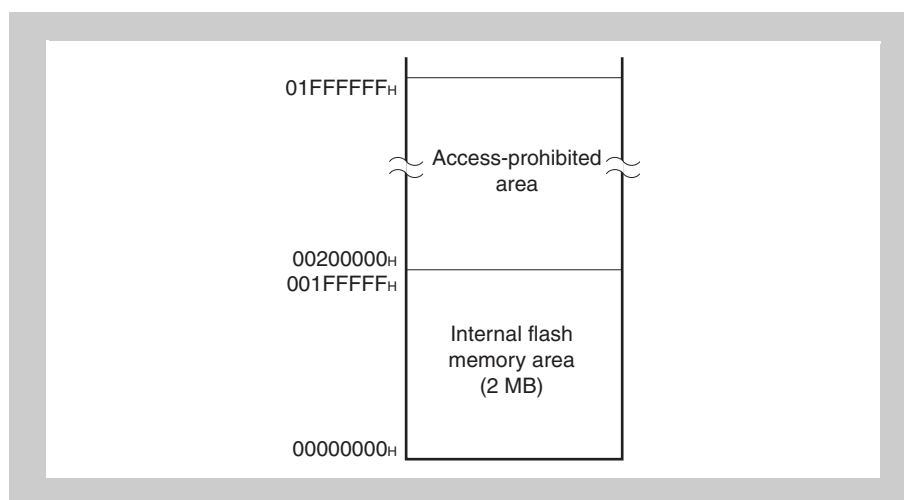 01FFFFFFH
Access-prohibited
area
00200000H
001FFFFFH
Internal flash
memory area
(2 MB)
00000000H